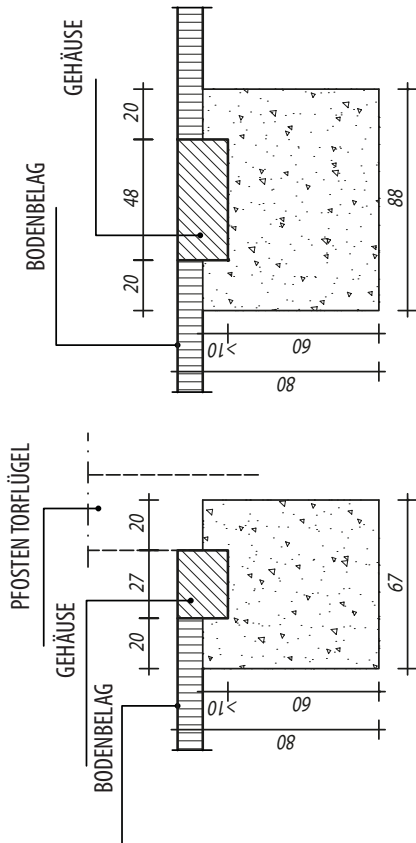 GEHÄUSE
BODENBELAG
20
48
20
>10
60
80
88
PFOSTEN TORFLÜGEL
GEHÄUSE
BODENBELAG
20
27
20
>10
60
80
67